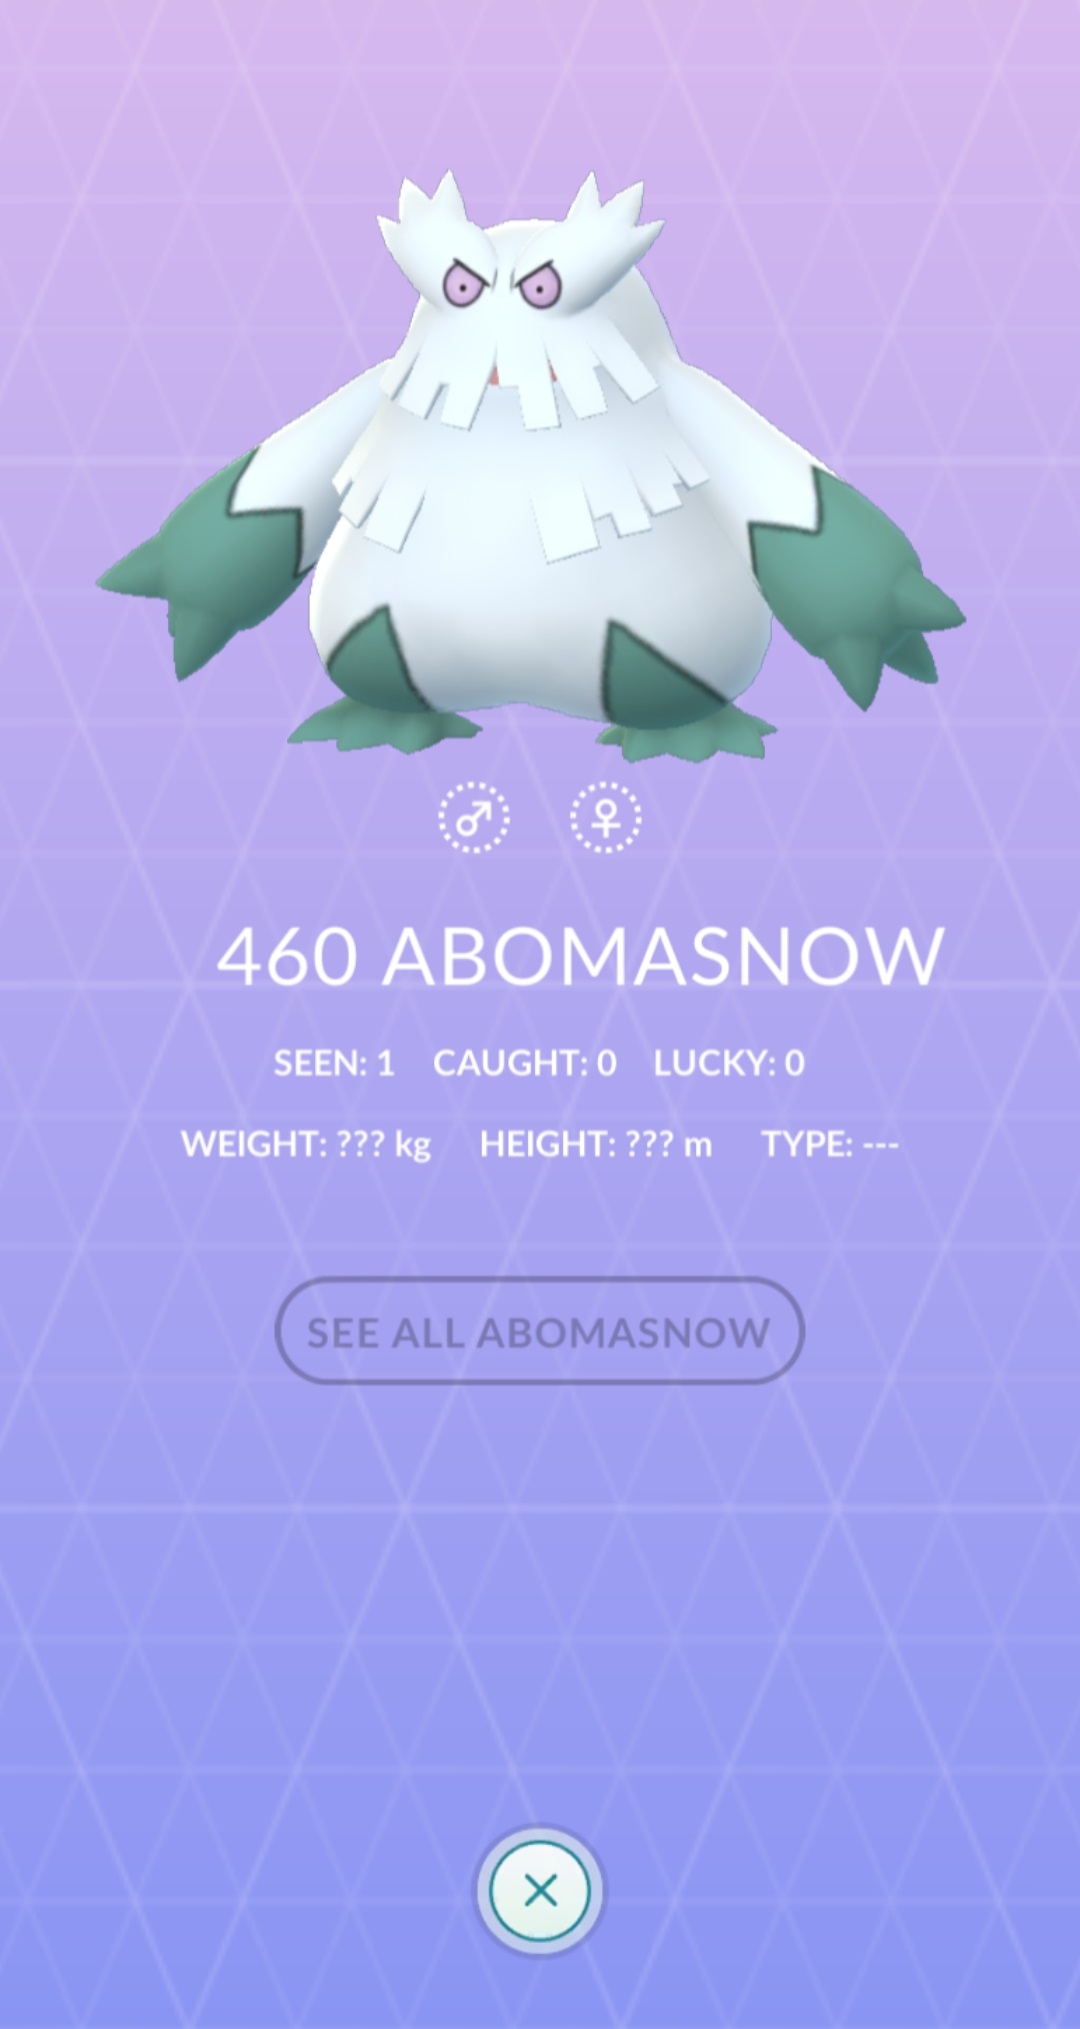 460 ABOMASNOW
SEEN: 1 CAUGHT: 0 LUCKY: 0
WEIGHT: ??? kg HEIGHT: ??? m TYPE: ---
SEE ALL ABOMASNOW